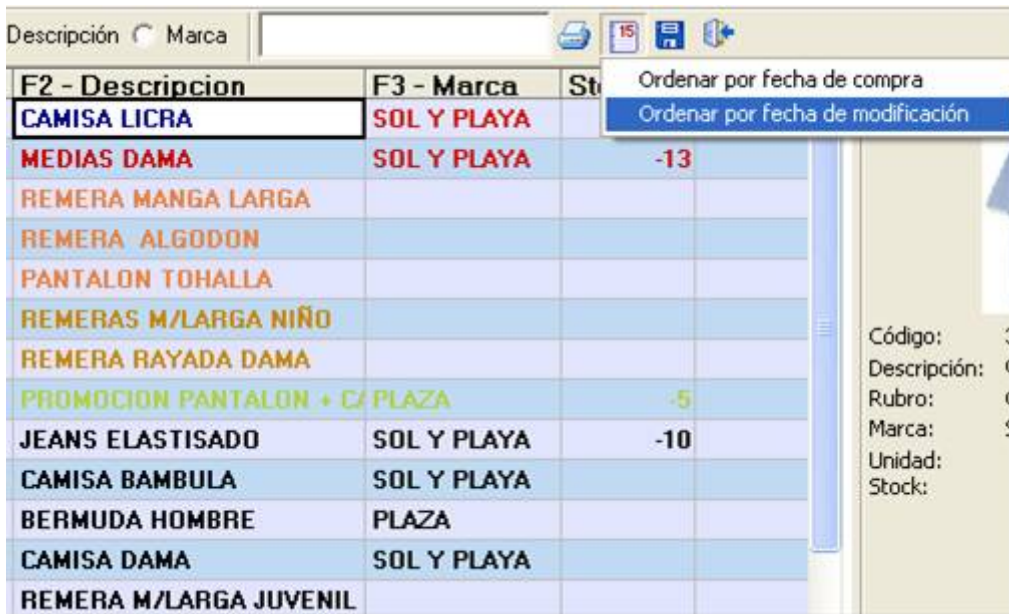 Descripción Marca
15
Ordenar por fecha de compra
Ordenar por fecha de modificación
F2 - Descripcion F3 - Marca
CAMISA LICRA SOL Y PLAYA
MEDIAS DAMA SOL Y PLAYA -13
REMERA MANGA LARGA
REMERA ALGODON
PANTALON TOHALLA
REMERAS M/LARGA NIÑO
REMERA RAYADA DAMA
PROMOCION PANTALON + PLAZA -5
JEANS ELASTISADO SOL Y PLAYA -10
CAMISA BAMBULA SOL Y PLAYA
BERMUDA HOMBRE PLAZA
CAMISA DAMA SOL Y PLAYA
REMERA M/LARGA JUVENIL
Código:
Descripción:
Rubro:
Marca:
Unidad:
Stock: